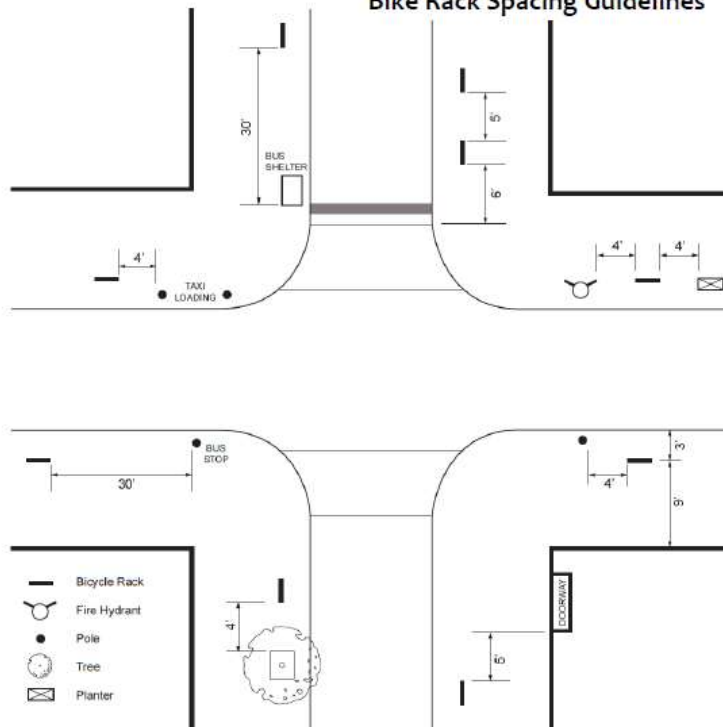 Bike Rack Spacing Guidelines
30'
BUS
SHELTER
5'
6'
4'
TAXI
LOADING
4'
4'
30'
BUS
STOP
4'
3'
9'
Bicycle Rack
Fire Hydrant
Pole
Tree
Planter
4'
DOORWAY
5'